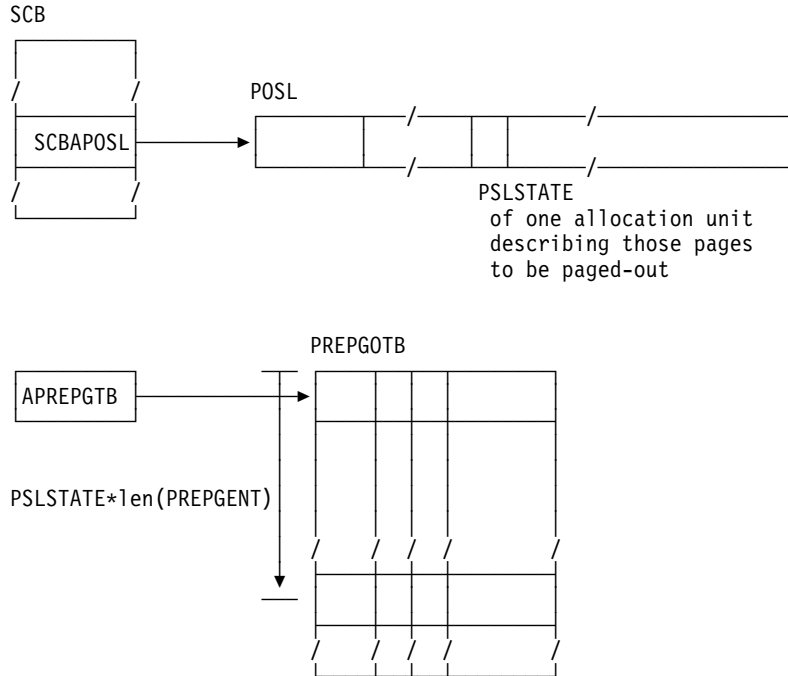 SCB
POSL
SCBAPOSL
PSLSTATE
of one allocation unit
describing those pages
to be paged-out
PREPGOTB
APREPGTB
PSLSTATE*len(PREPGENT)